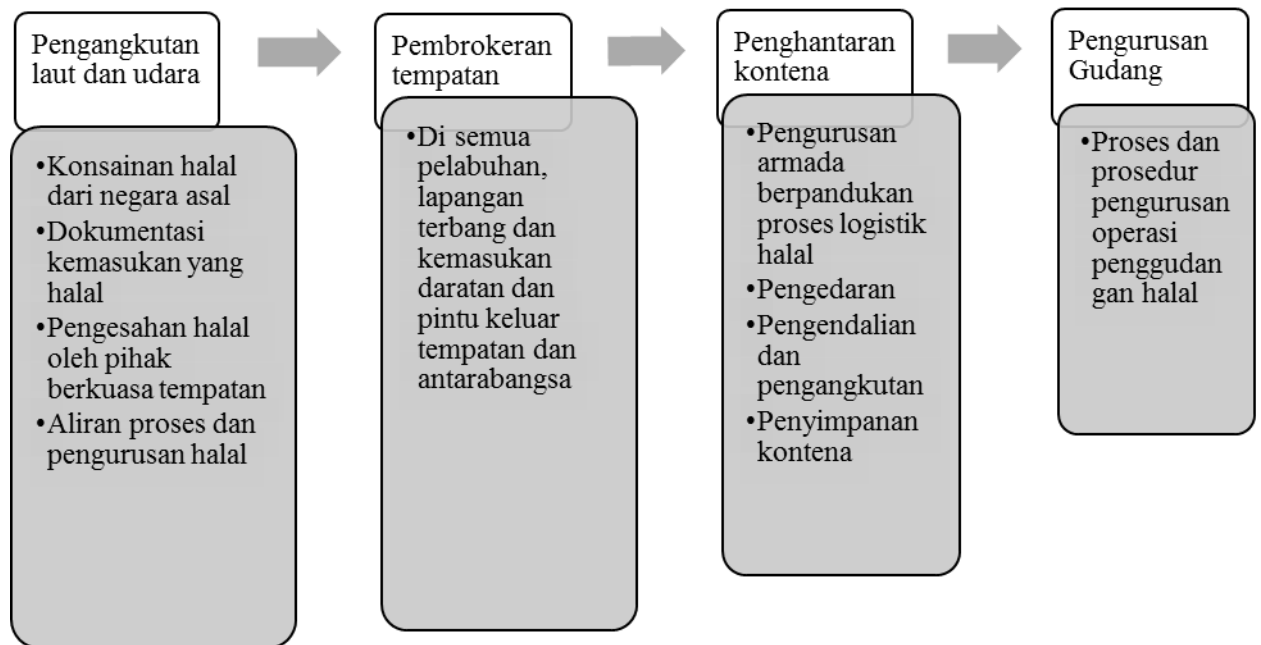 Pengangkutan
laut dan udara
•Konsainan halal
dari negara asal
•Dokumentasi
kemasukan yang
halal
•Pengesahan halal
oleh pihak
berkuasa tempatan
•Aliran proses dan
pengurusan halal
Pembrokeran
tempatan
•Di semua
pelabuhan,
lapangan
terbang dan
kemasukan
daratan dan
pintu keluar
tempatan dan
antarabangsa
Penghantaran
kontena
•Pengurusan
armada
berpandukan
proses logistik
halal
•Pengedaran
•Pengendalian
dan
pengangkutan
•Penyimpanan
kontena
Pengurusan
Gudang
•Proses dan
prosedur
pengurusan
operasi
penggudan
gan halal